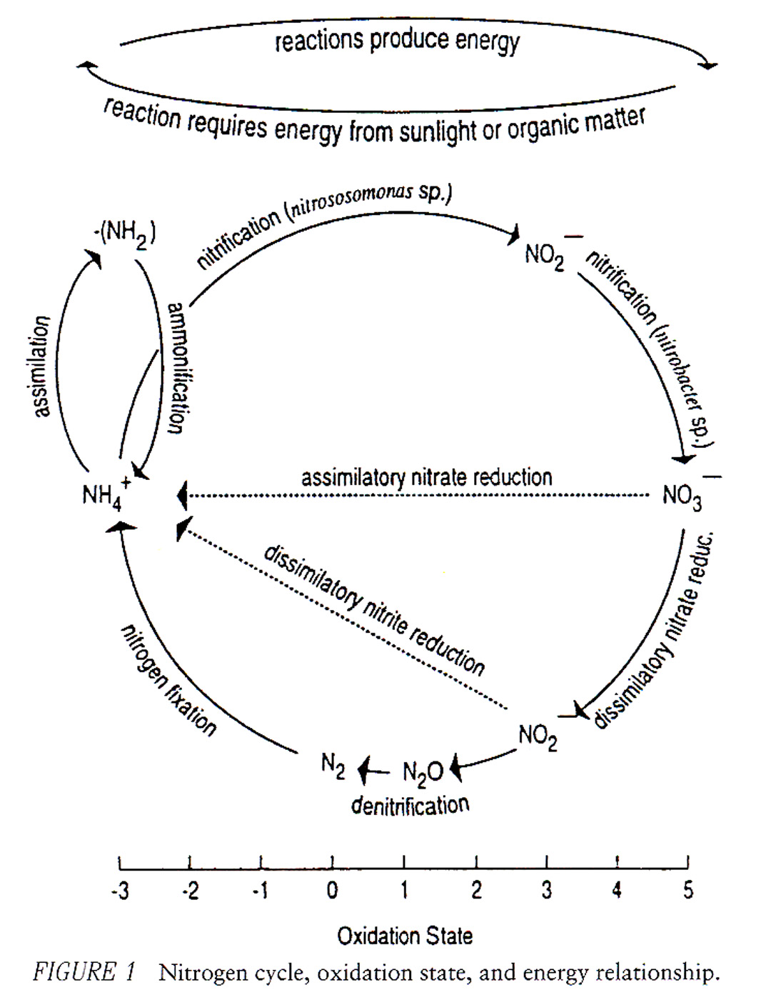 reactions produce energy
reaction requires energy from sunlight or organic matter
nitrification (nitrososomonas sp.)
-(NH2)
NO2−
nitrification (nitrobacter sp.)
assimilation
ammonification
NH4+
assimilatory nitrate reduction
NO3−
dissimilatory nitrite reduction
dissimilatory nitrate reduc.
nitrogen fixation
NO2−
N2
N2O
denitrification
-3 -2 -1 0 1 2 3 4 5
Oxidation State
FIGURE 1 Nitrogen cycle, oxidation state, and energy relationship.